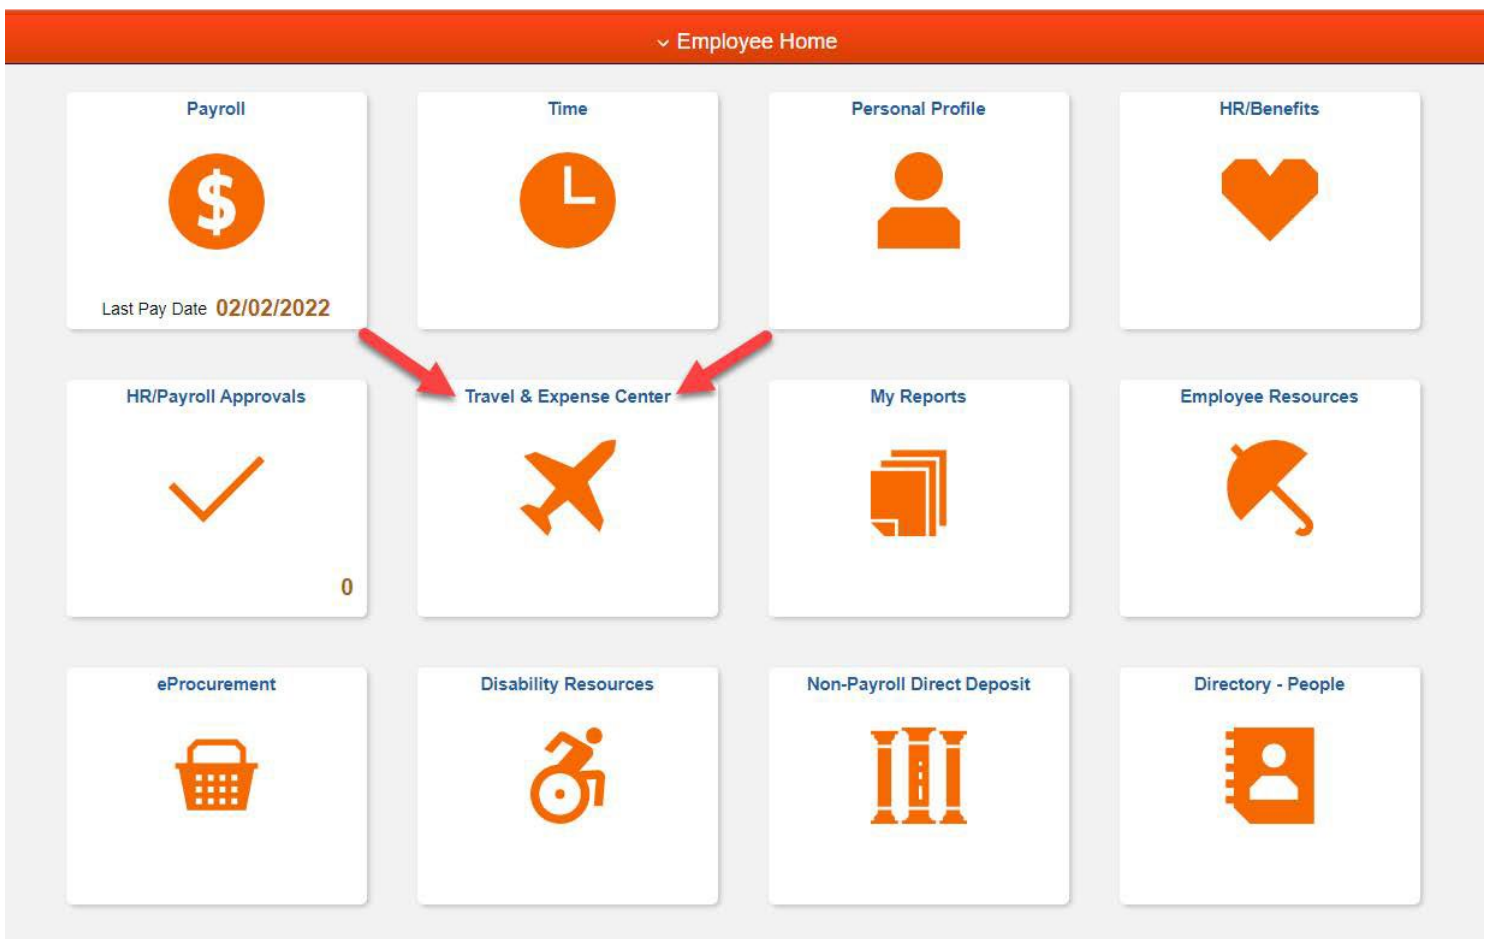 Employee Home
Payroll
Time
Personal Profile
HR/Benefits
Last Pay Date 02/02/2022
HR/Payroll Approvals
Travel & Expense Center
My Reports
Employee Resources
0
eProcurement
Disability Resources
Non-Payroll Direct Deposit
Directory - People